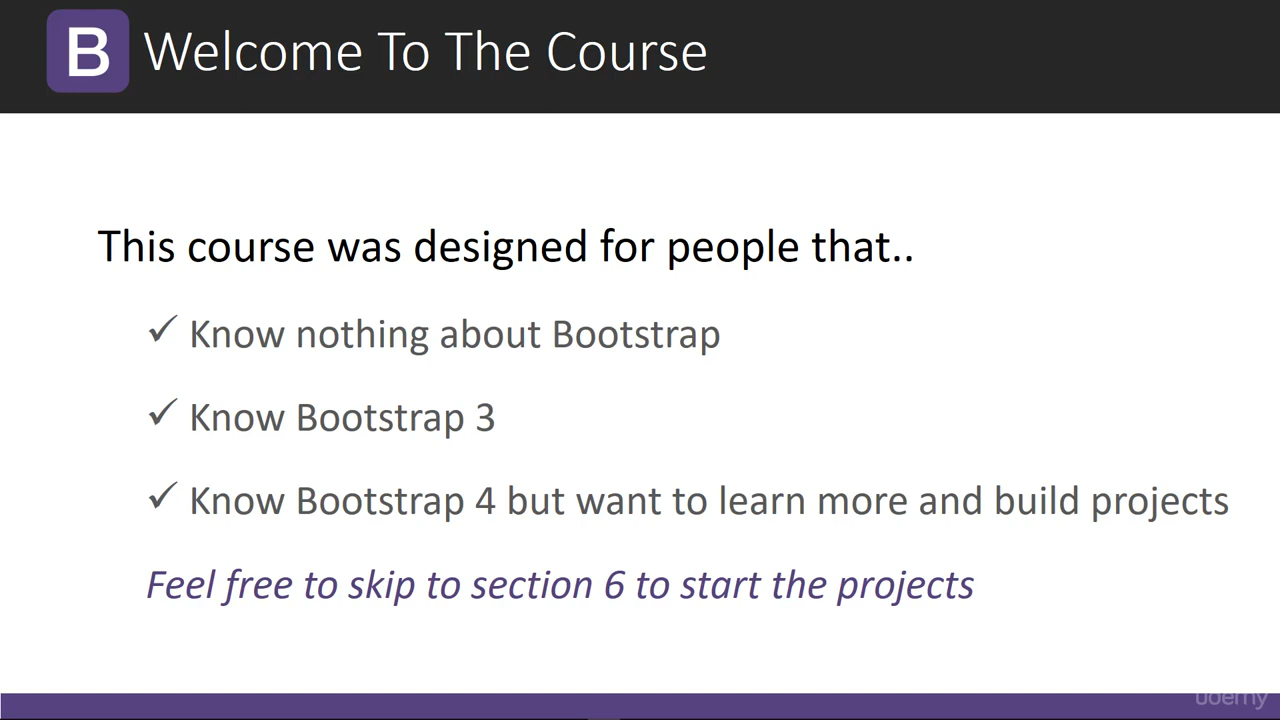 B Welcome To The Course
This course was designed for people that..
✓ Know nothing about Bootstrap
✓ Know Bootstrap 3
✓ Know Bootstrap 4 but want to learn more and build projects
Feel free to skip to section 6 to start the projects
udemy